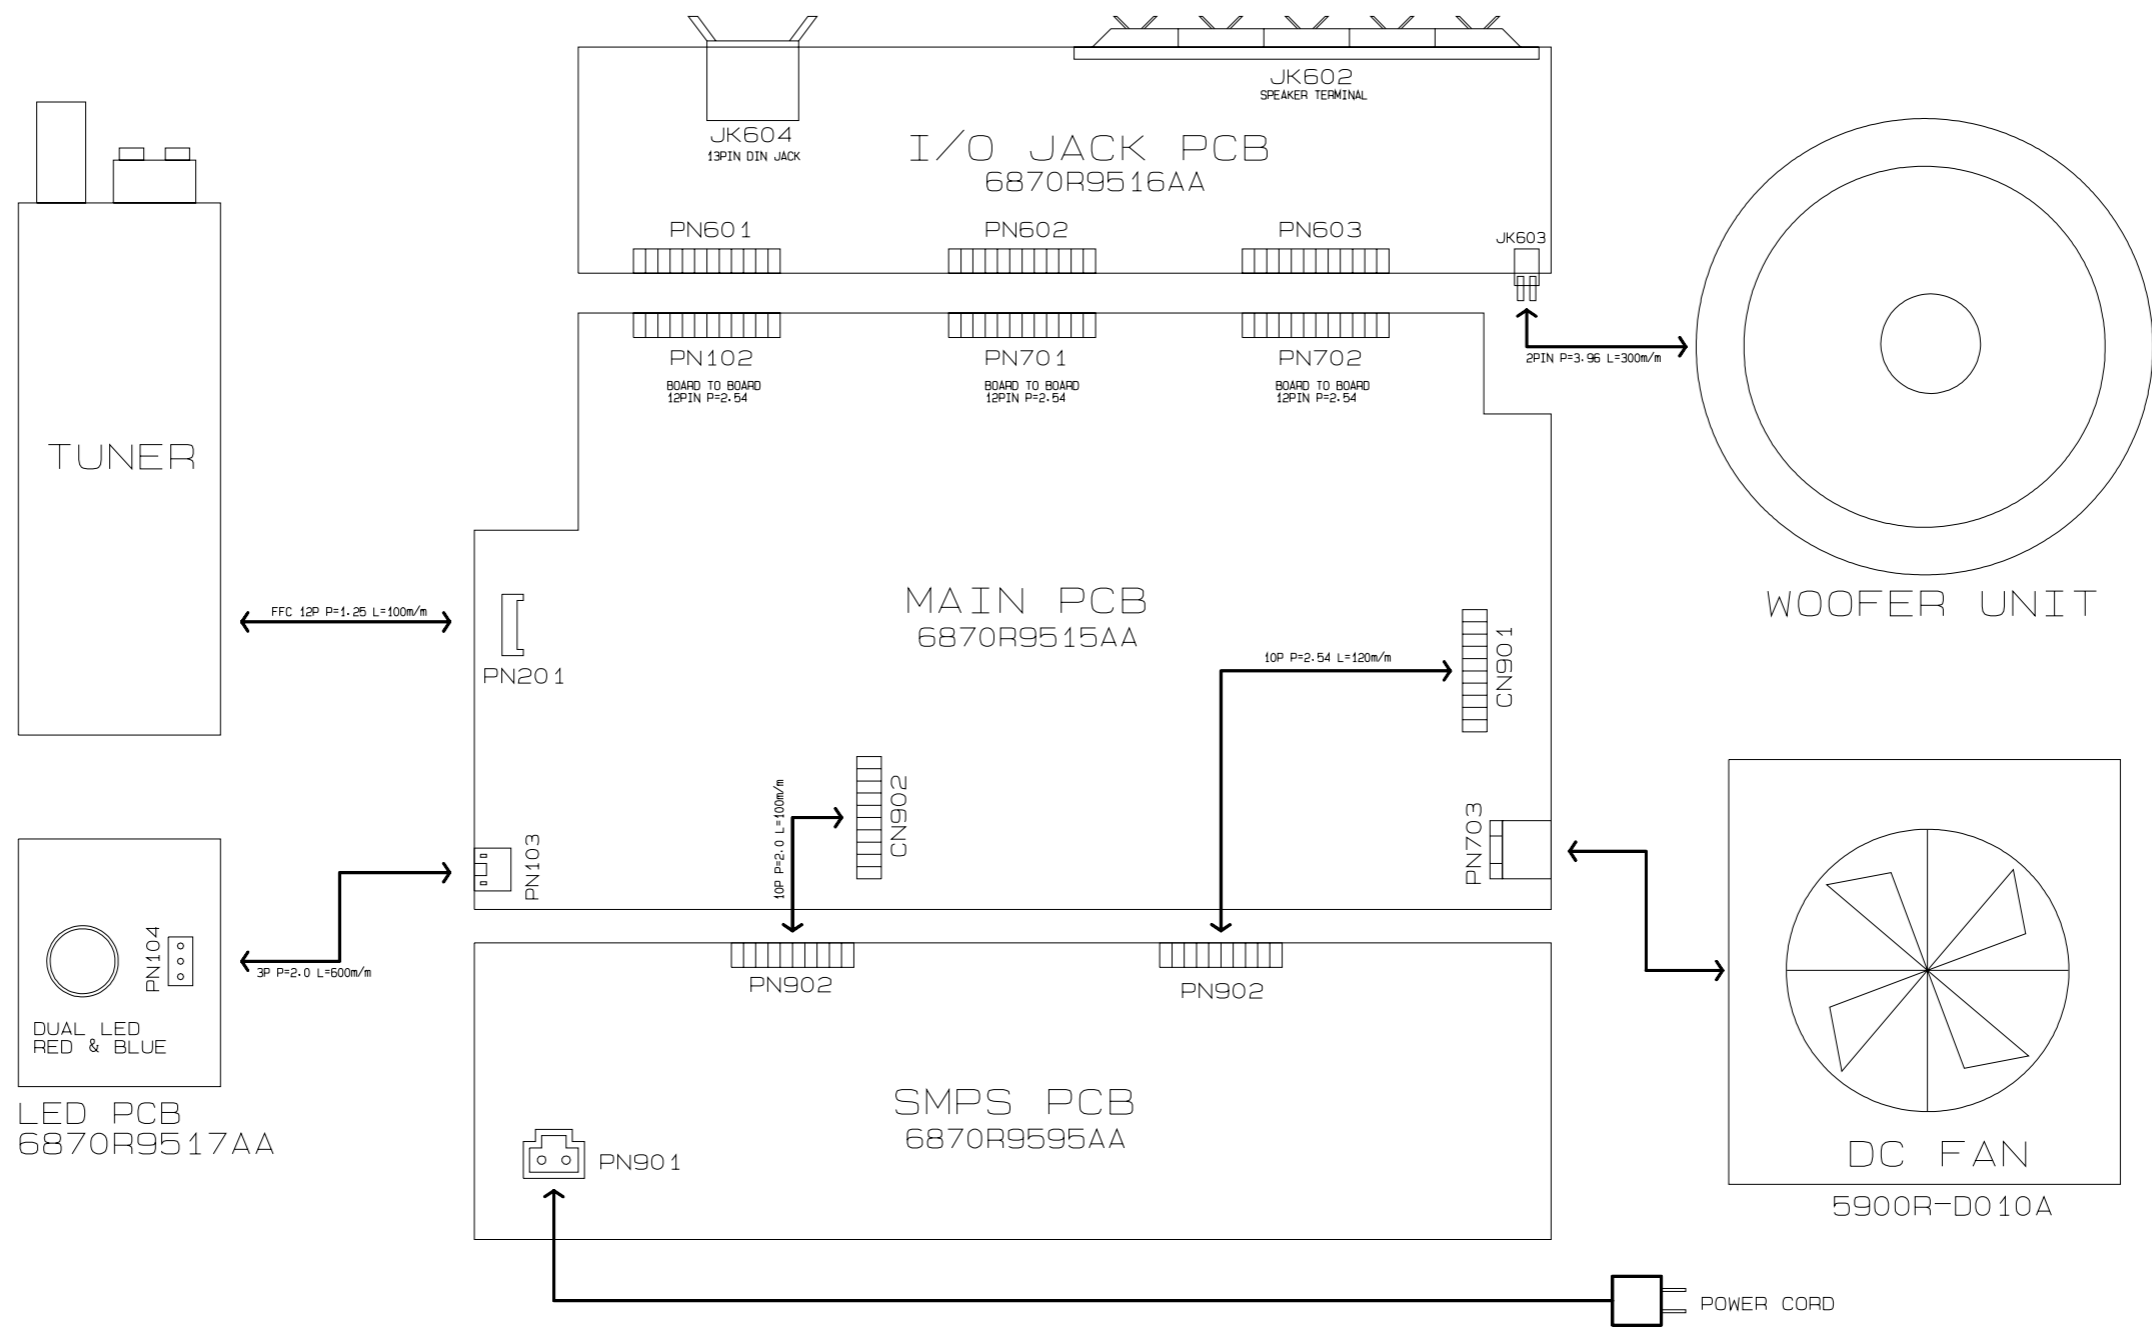 JK604
13PIN DIN JACK
JK602
SPEAKER TERMINAL
I/O JACK PCB
6870R9516AA
PN601
PN602
PN603
JK603
PN102
BOARD TO BOARD
12PIN P=2.54
PN701
BOARD TO BOARD
12PIN P=2.54
PN702
BOARD TO BOARD
12PIN P=2.54
2PIN P=3.96 L=300m/m
WOOFER UNIT
TUNER
FFC 12P P=1.25 L=100m/m
PN201
MAIN PCB
6870R9515AA
10P P=2.54 L=120m/m
CN901
10P P=2.0 L=100m/m
CN902
PN703
PN103
PN104
3P P=2.0 L=600m/m
DUAL LED
RED & BLUE
LED PCB
6870R9517AA
PN902
PN902
SMPS PCB
6870R9595AA
PN901
DC FAN
5900R-D010A
POWER CORD